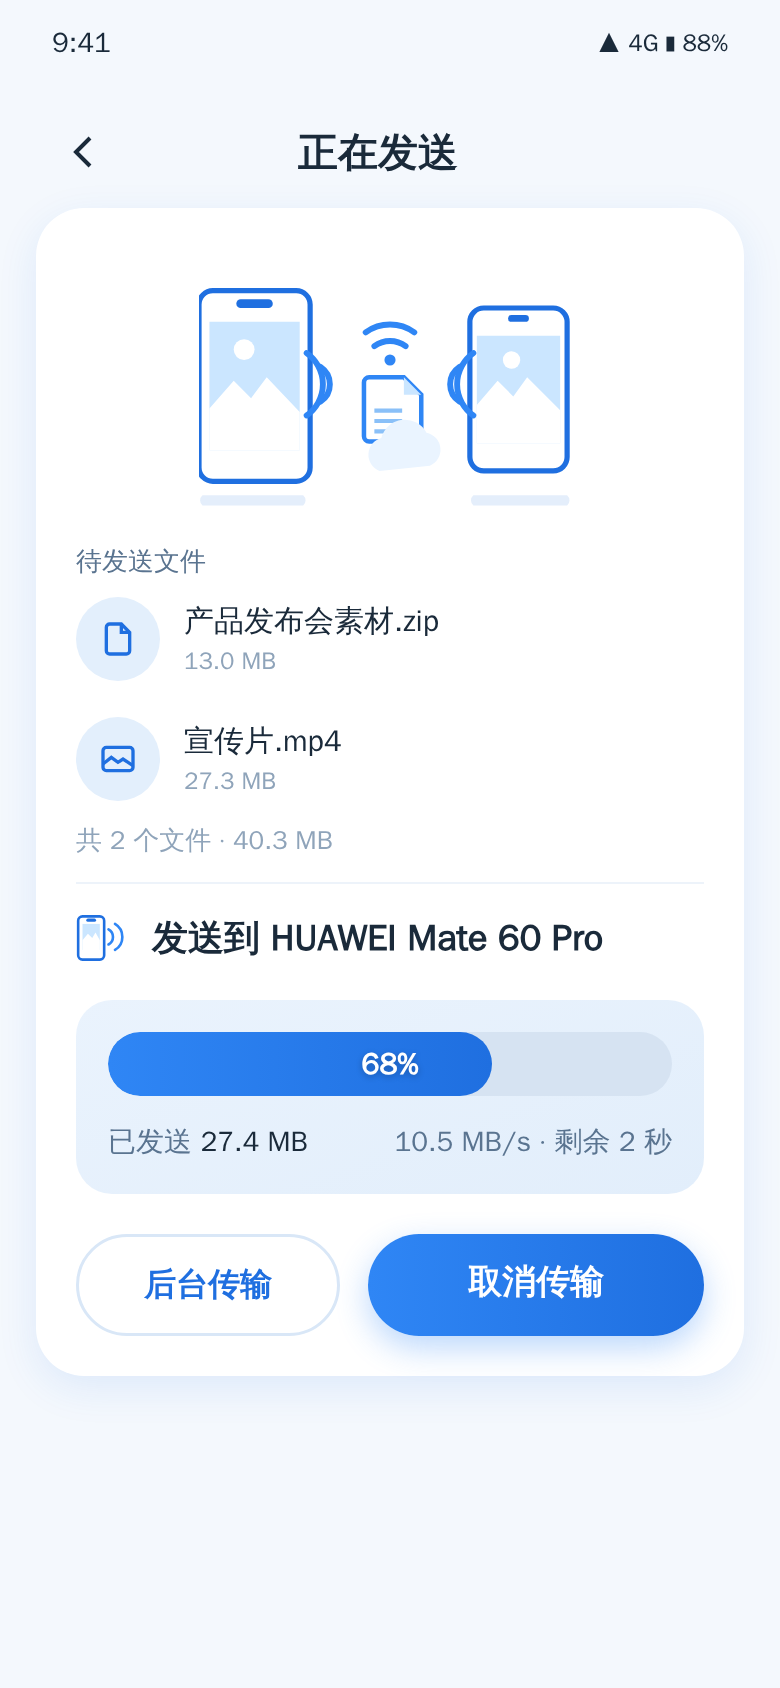 9:41
4G 88%
正在发送
待发送文件
产品发布会素材.zip
13.0 MB
宣传片.mp4
27.3 MB
共 2 个文件 · 40.3 MB
发送到 HUAWEI Mate 60 Pro
68%
已发送 27.4 MB
10.5 MB/s · 剩余 2 秒
后台传输
取消传输